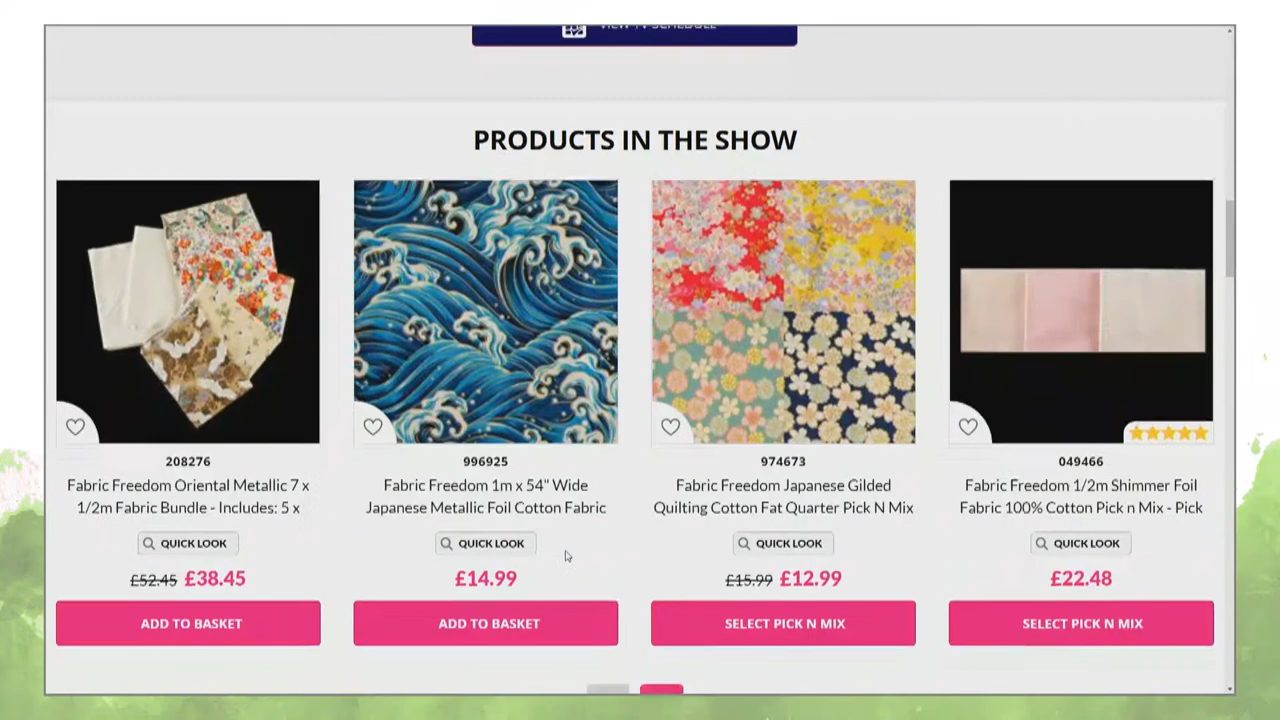 VIEW TV SCHEDULE
PRODUCTS IN THE SHOW
208276
Fabric Freedom Oriental Metallic 7 x
1/2m Fabric Bundle - Includes: 5 x
QUICK LOOK
£52.45 £38.45
ADD TO BASKET
996925
Fabric Freedom 1m x 54" Wide
Japanese Metallic Foil Cotton Fabric
QUICK LOOK
£14.99
ADD TO BASKET
974673
Fabric Freedom Japanese Gilded
Quilting Cotton Fat Quarter Pick N Mix
QUICK LOOK
£15.99 £12.99
SELECT PICK N MIX
049466
Fabric Freedom 1/2m Shimmer Foil
Fabric 100% Cotton Pick n Mix - Pick
QUICK LOOK
£22.48
SELECT PICK N MIX